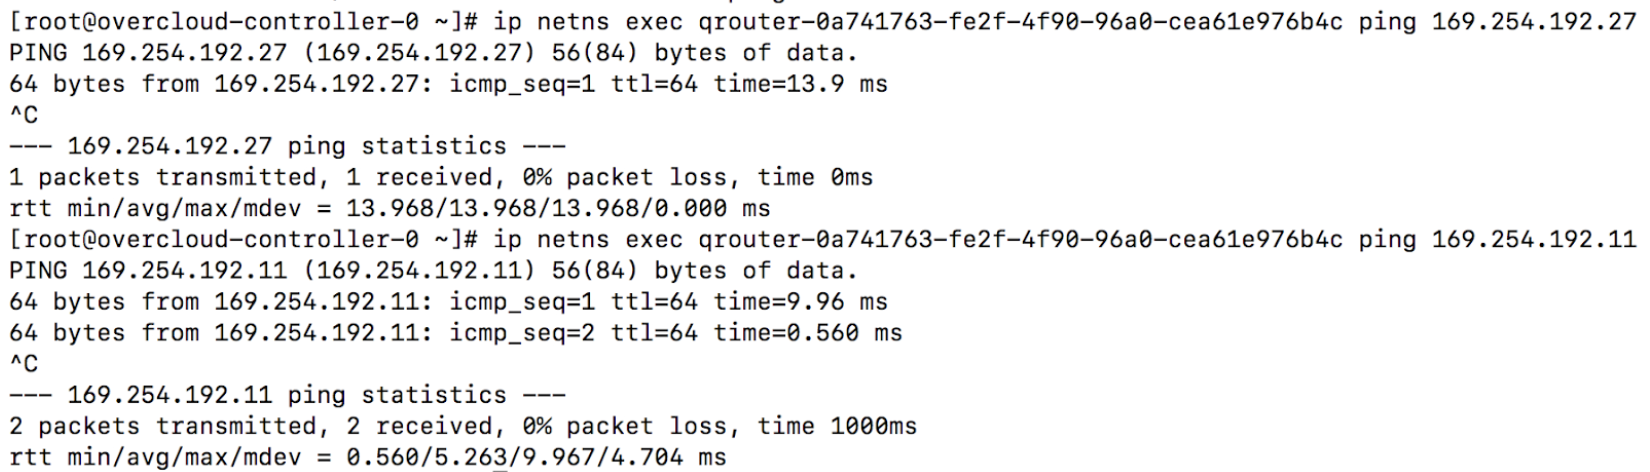 [root@overcloud-controller-0 ~]# ip netns exec qrouter-0a741763-fe2f-4f90-96a0-cea61e976b4c ping 169.254.192.27
PING 169.254.192.27 (169.254.192.27) 56(84) bytes of data.
64 bytes from 169.254.192.27: icmp_seq=1 ttl=64 time=13.9 ms
^C
--- 169.254.192.27 ping statistics ---
1 packets transmitted, 1 received, 0% packet loss, time 0ms
rtt min/avg/max/mdev = 13.968/13.968/13.968/0.000 ms
[root@overcloud-controller-0 ~]# ip netns exec qrouter-0a741763-fe2f-4f90-96a0-cea61e976b4c ping 169.254.192.11
PING 169.254.192.11 (169.254.192.11) 56(84) bytes of data.
64 bytes from 169.254.192.11: icmp_seq=1 ttl=64 time=9.96 ms
64 bytes from 169.254.192.11: icmp_seq=2 ttl=64 time=0.560 ms
^C
--- 169.254.192.11 ping statistics ---
2 packets transmitted, 2 received, 0% packet loss, time 1000ms
rtt min/avg/max/mdev = 0.560/5.263/9.967/4.704 ms